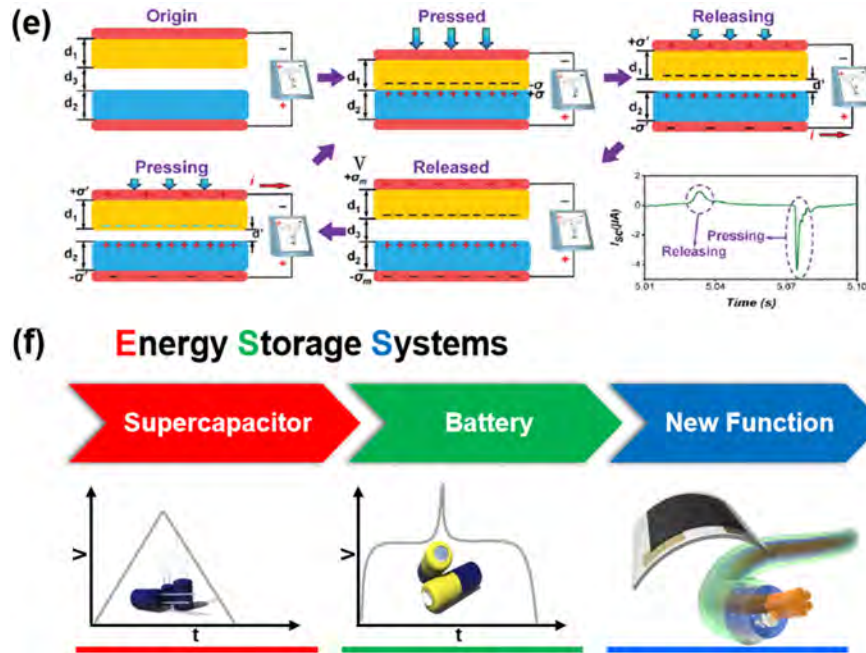 (e)
Origin
d₁
d₃
d₂
−
+
Pressed
d₁
d₂
-σ
+σ
−
+
Releasing
+σ'
d₁
d'
d₂
-σ'
−
+
i
Pressing
+σ'
d₁
d'
d₂
-σ'
i
−
+
V
Released
+σₘ
d₁
d₃
d₂
-σₘ
−
+
I_SC(μA)
2
0
-2
-4
Releasing
Pressing
5.01
5.04
5.07
5.10
Time (s)
(f)
Energy Storage Systems
Supercapacitor
Battery
New Function
V
t
V
t